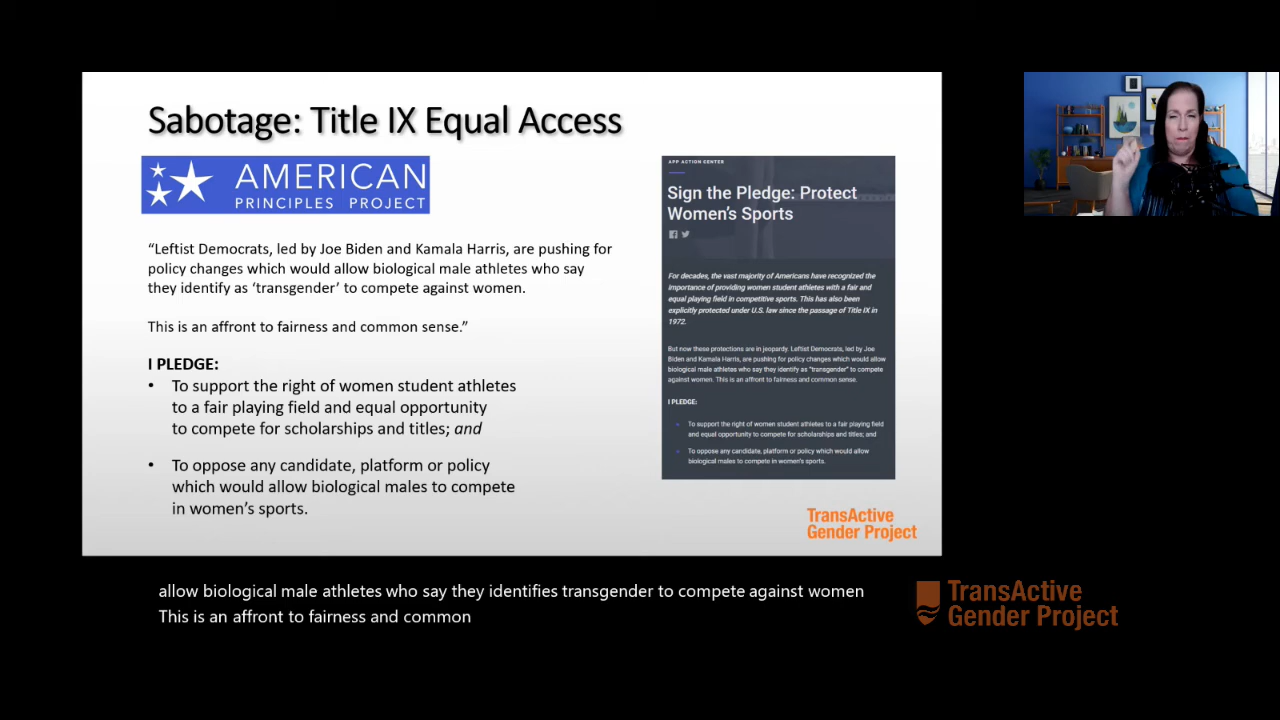 Sabotage: Title IX Equal Access
AMERICAN
PRINCIPLES PROJECT
“Leftist Democrats, led by Joe Biden and Kamala Harris, are pushing for
policy changes which would allow biological male athletes who say
they identify as ‘transgender’ to compete against women.
This is an affront to fairness and common sense.”
I PLEDGE:
• To support the right of women student athletes
to a fair playing field and equal opportunity
to compete for scholarships and titles; and
• To oppose any candidate, platform or policy
which would allow biological males to compete
in women’s sports.
APP ACTION CENTER
Sign the Pledge: Protect
Women’s Sports
For decades, the vast majority of Americans have recognized the
importance of providing women student athletes with a fair and
equal playing field in competitive sports. This has also been
explicitly protected under U.S. law since the passage of Title IX in
1972.
But now these protections are in jeopardy. Leftist Democrats, led by Joe
Biden and Kamala Harris, are pushing for policy changes which would allow
biological male athletes who say they identify as “transgender” to compete
against women. This is an affront to fairness and common sense.
I PLEDGE:
• To support the right of women student athletes to a fair playing field
and equal opportunity to compete for scholarships and titles; and
• To oppose any candidate, platform or policy which would allow
biological males to compete in women’s sports.
TransActive
Gender Project
allow biological male athletes who say they identifies transgender to compete against women
This is an affront to fairness and common
TransActive
Gender Project